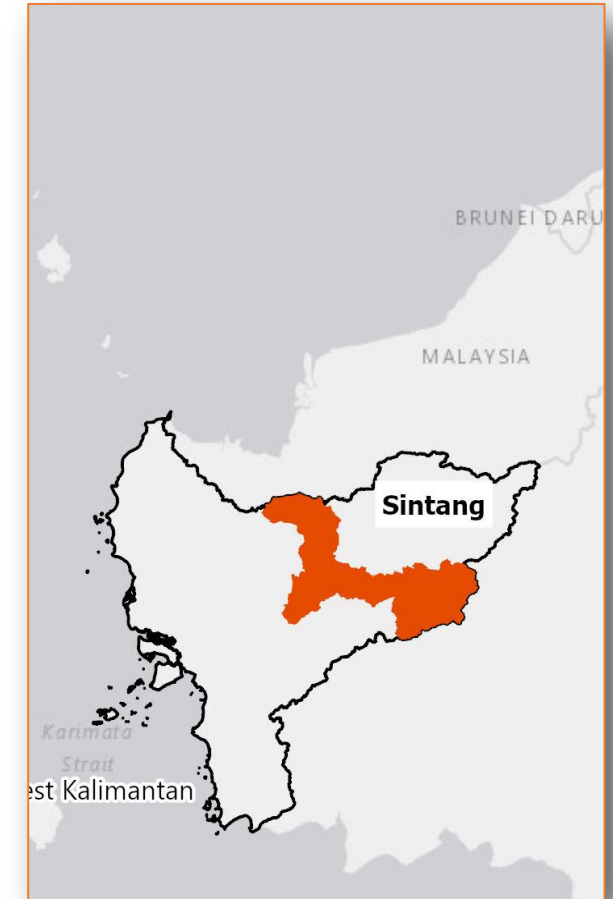 BRUNEI DARU
MALAYSIA
Sintang
Karimata
Strait
est Kalimantan